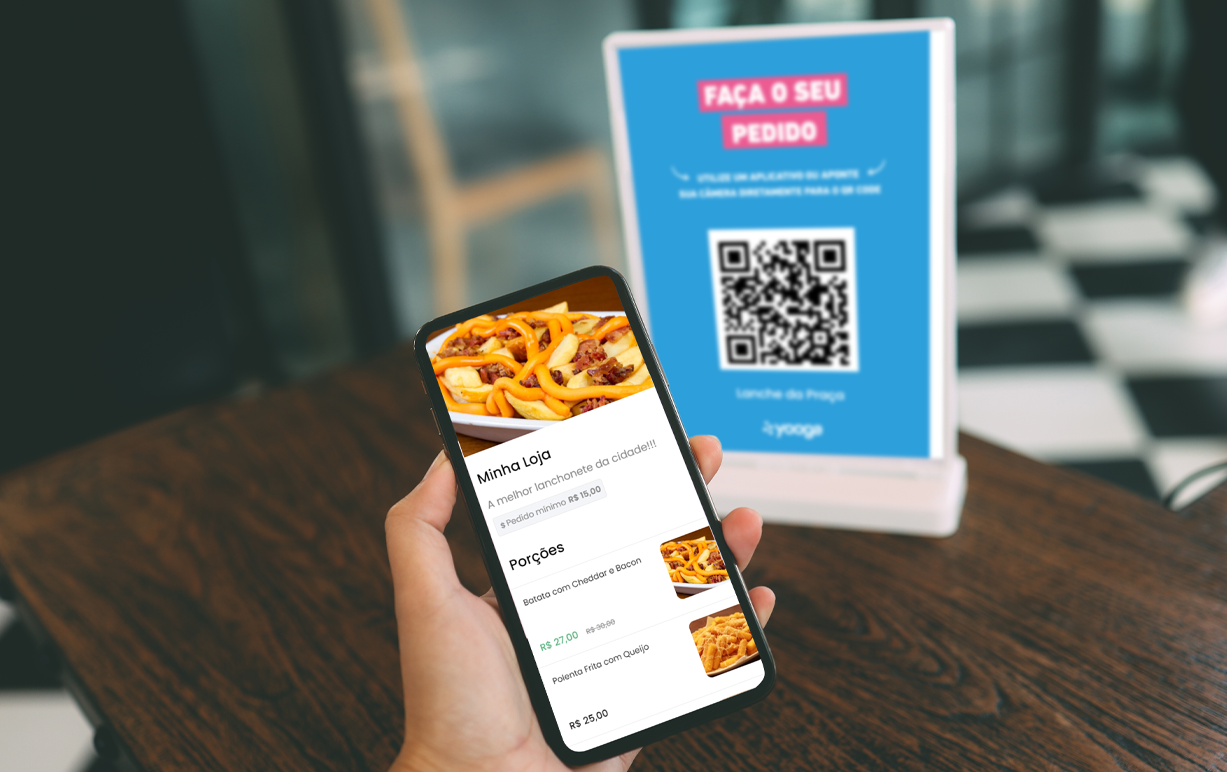 FAÇA O SEU
PEDIDO
UTILIZE UM APLICATIVO OU APONTE
SUA CÂMERA DIRETAMENTE PARA O QR CODE
Lanche da Praça
yooga
Minha Loja
A melhor lanchonete da cidade!!!
$ Pedido mínimo R$ 15,00
Porções
Batata com Cheddar e Bacon
R$ 27,00 R$ 30,00
Polenta Frita com Queijo
R$ 25,00